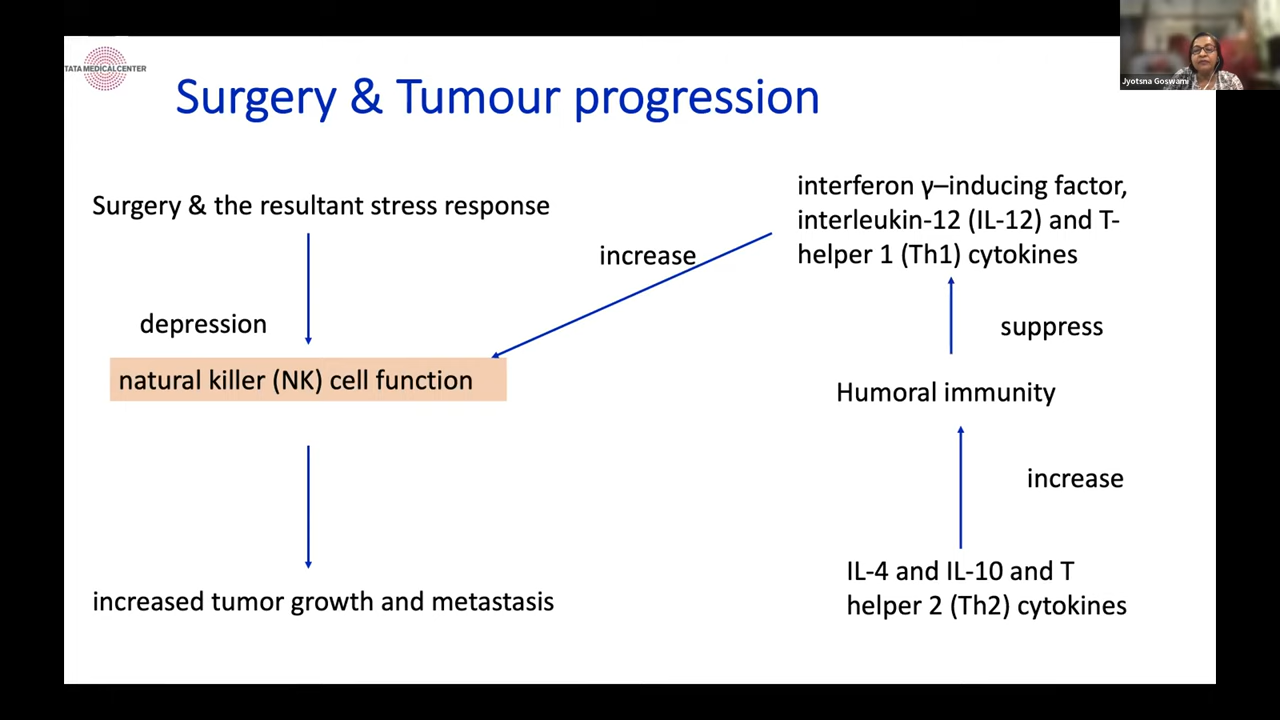 TATA MEDICAL CENTER
Jyotsna Goswami
Surgery & Tumour progression
Surgery & the resultant stress response
depression
natural killer (NK) cell function
increased tumor growth and metastasis
increase
interferon γ–inducing factor,
interleukin-12 (IL-12) and T-
helper 1 (Th1) cytokines
suppress
Humoral immunity
increase
IL-4 and IL-10 and T
helper 2 (Th2) cytokines